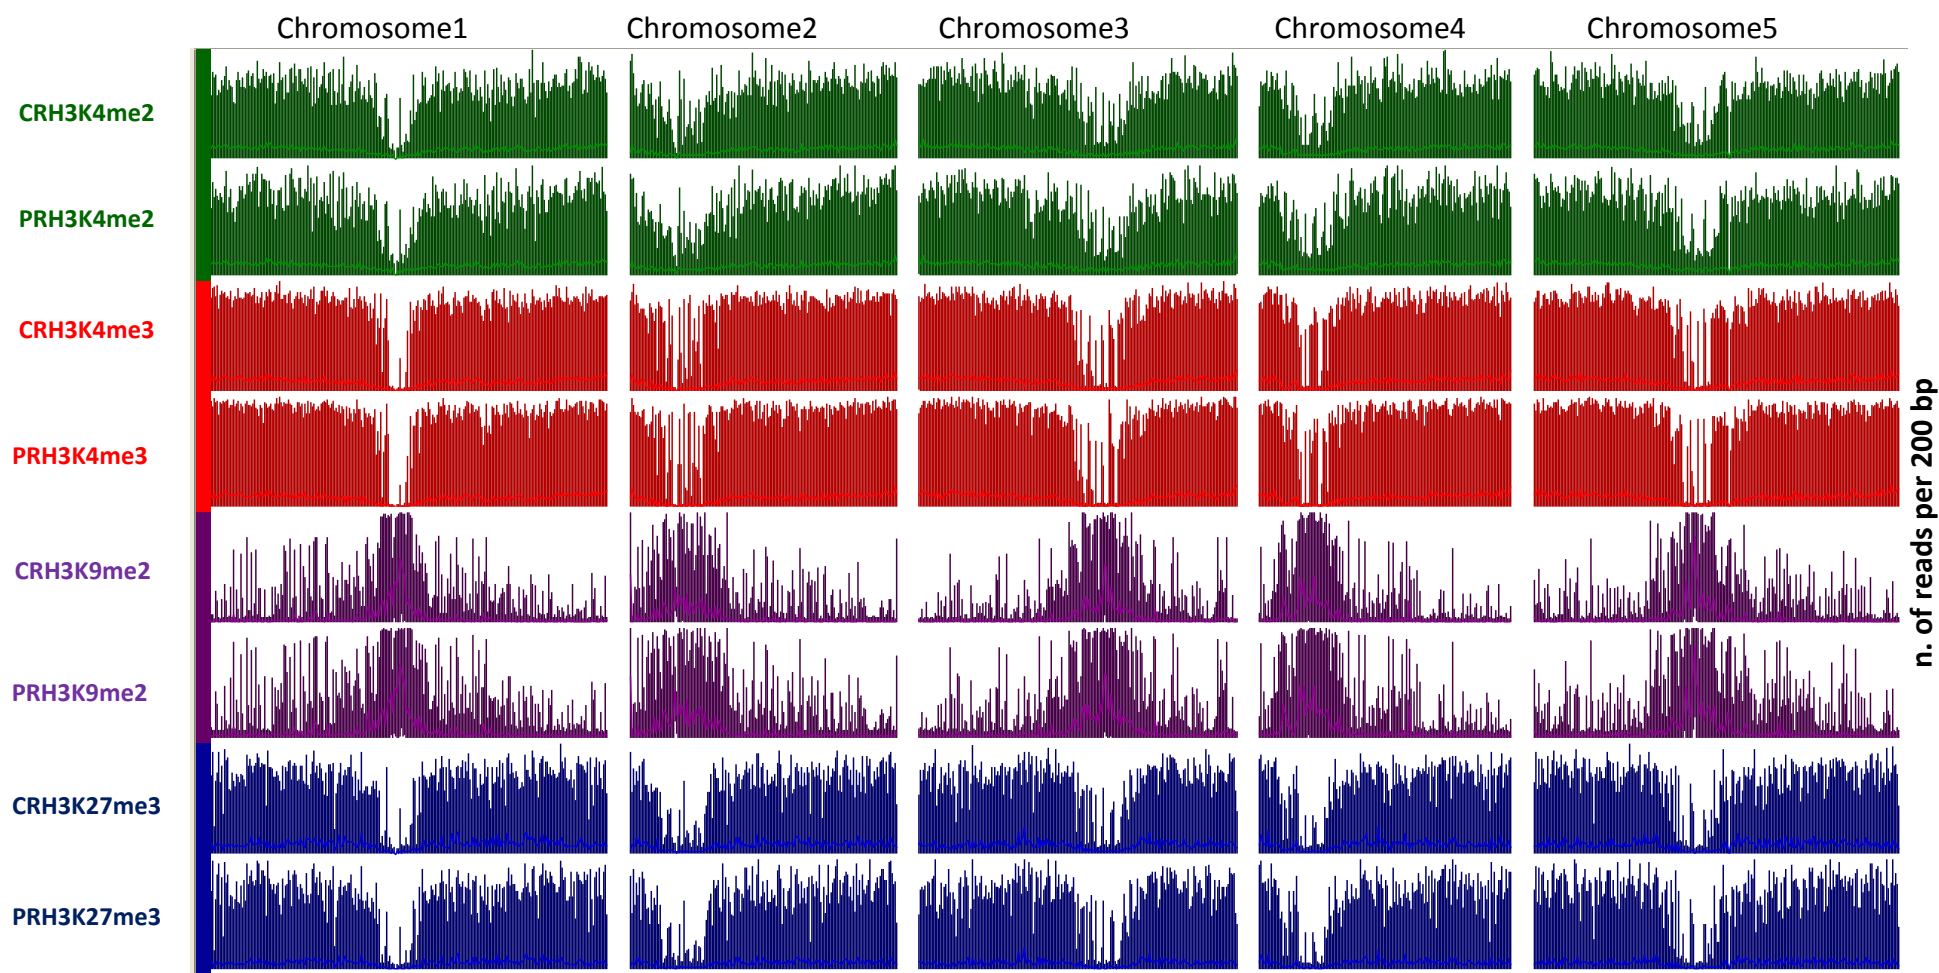 Chromosome1 Chromosome2 Chromosome3 Chromosome4 Chromosome5
CRH3K4me2
PRH3K4me2
CRH3K4me3
PRH3K4me3
CRH3K9me2
PRH3K9me2
CRH3K27me3
PRH3K27me3
n. of reads per 200 bp